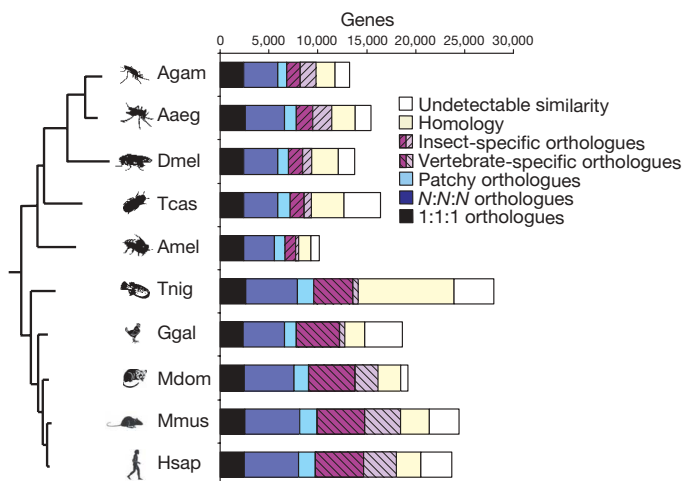 Genes
0 5,000 10,000 15,000 20,000 25,000 30,000
Agam
Aaeg
Dmel
Tcas
Amel
Tnig
Ggal
Mdom
Mmus
Hsap
Undetectable similarity
Homology
Insect-specific orthologues
Vertebrate-specific orthologues
Patchy orthologues
N:N:N orthologues
1:1:1 orthologues